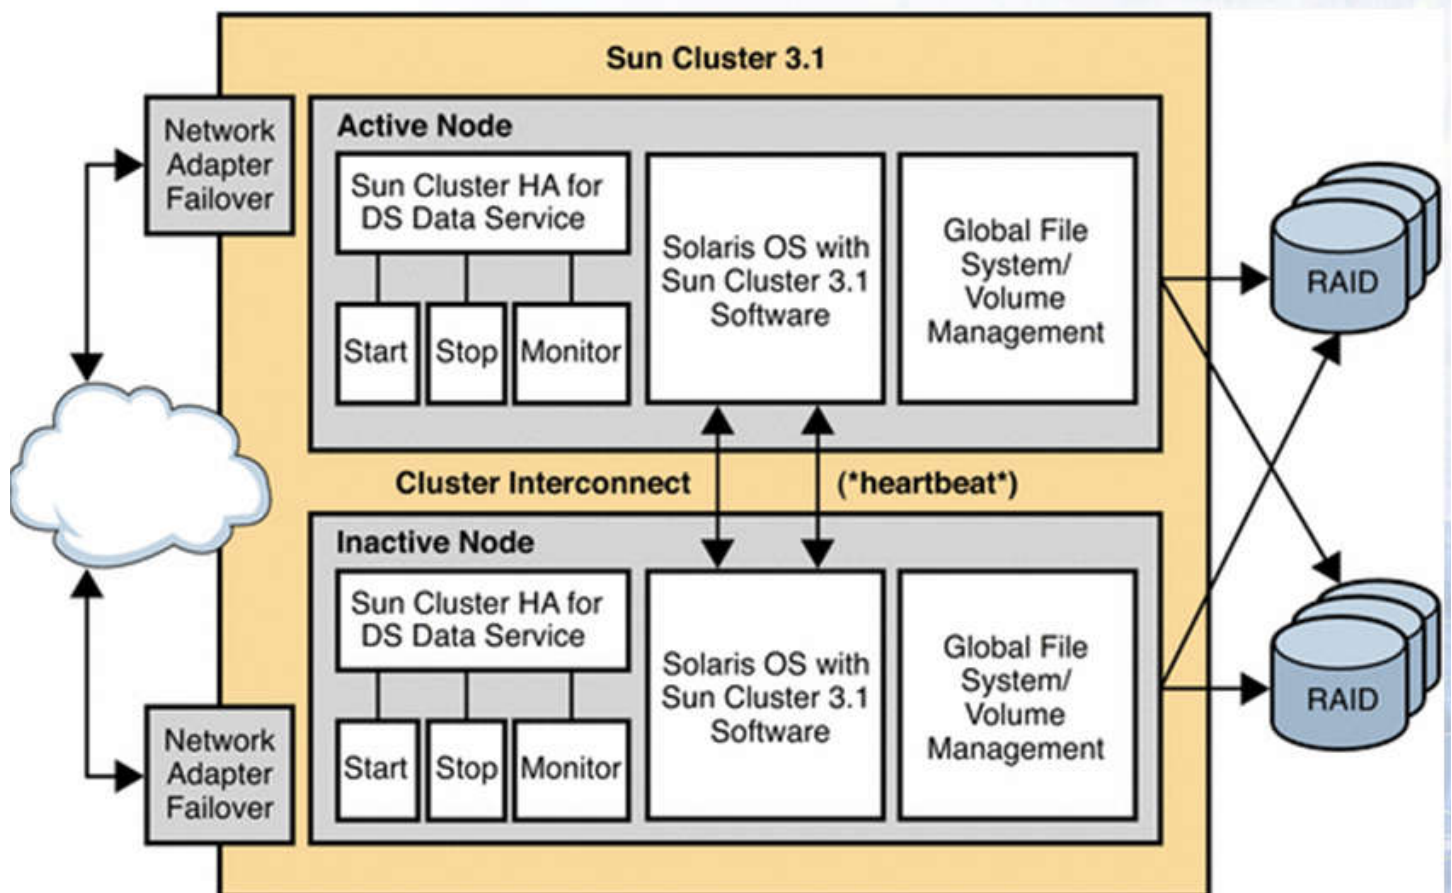 Sun Cluster 3.1
Network
Adapter
Failover
Active Node
Sun Cluster HA for
DS Data Service
Start
Stop
Monitor
Solaris OS with
Sun Cluster 3.1
Software
Global File
System/
Volume
Management
RAID
Cluster Interconnect
(*heartbeat*)
Inactive Node
Sun Cluster HA for
DS Data Service
Start
Stop
Monitor
Solaris OS with
Sun Cluster 3.1
Software
Global File
System/
Volume
Management
RAID
Network
Adapter
Failover